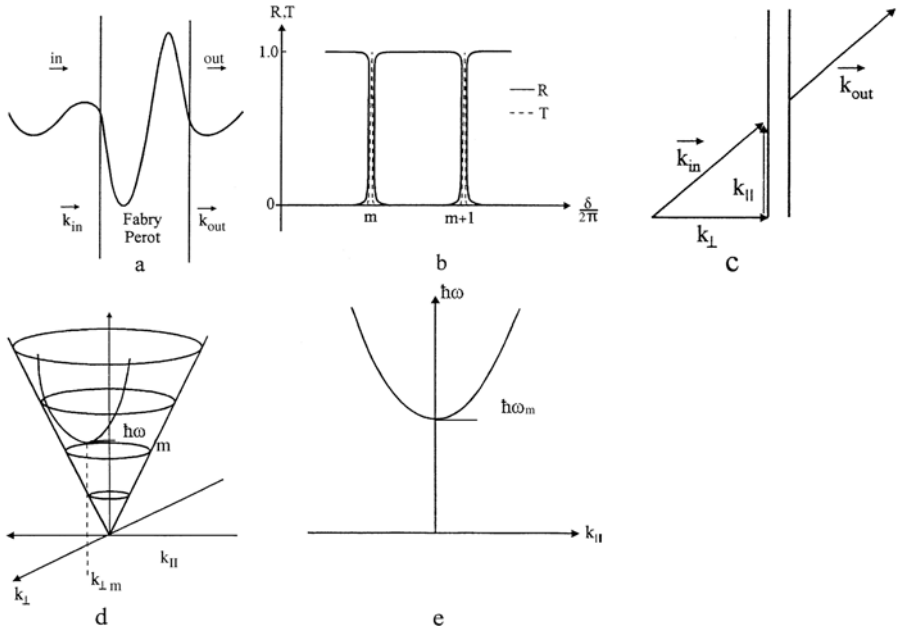 in
out
k_in
Fabry
Perot
k_out
a
R,T
1.0
R
T
0
m
m+1
δ/2π
b
k_in
k_out
k_||
k_⊥
c
ħω
m
k_||
k_⊥m
k_⊥
d
ħω
ħω_m
k_||
e